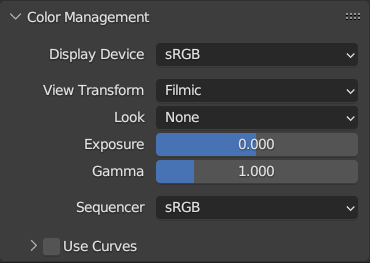 Color Management
Display Device sRGB
View Transform Filmic
Look None
Exposure 0.000
Gamma 1.000
Sequencer sRGB
Use Curves